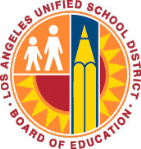 LOS ANGELES UNIFIED SCHOOL DISTRICT
BOARD OF EDUCATION